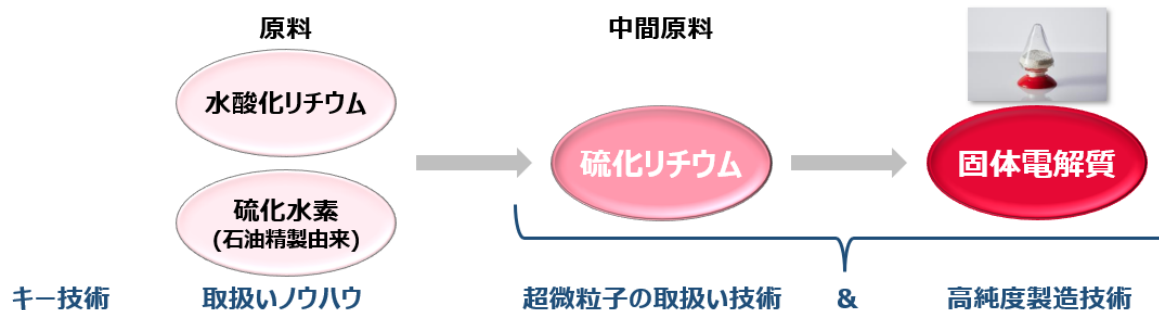 原料
中間原料
水酸化リチウム
硫化リチウム
固体電解質
硫化水素
(石油精製由来)
キー技術
取扱いノウハウ
超微粒子の取扱い技術
&
高純度製造技術